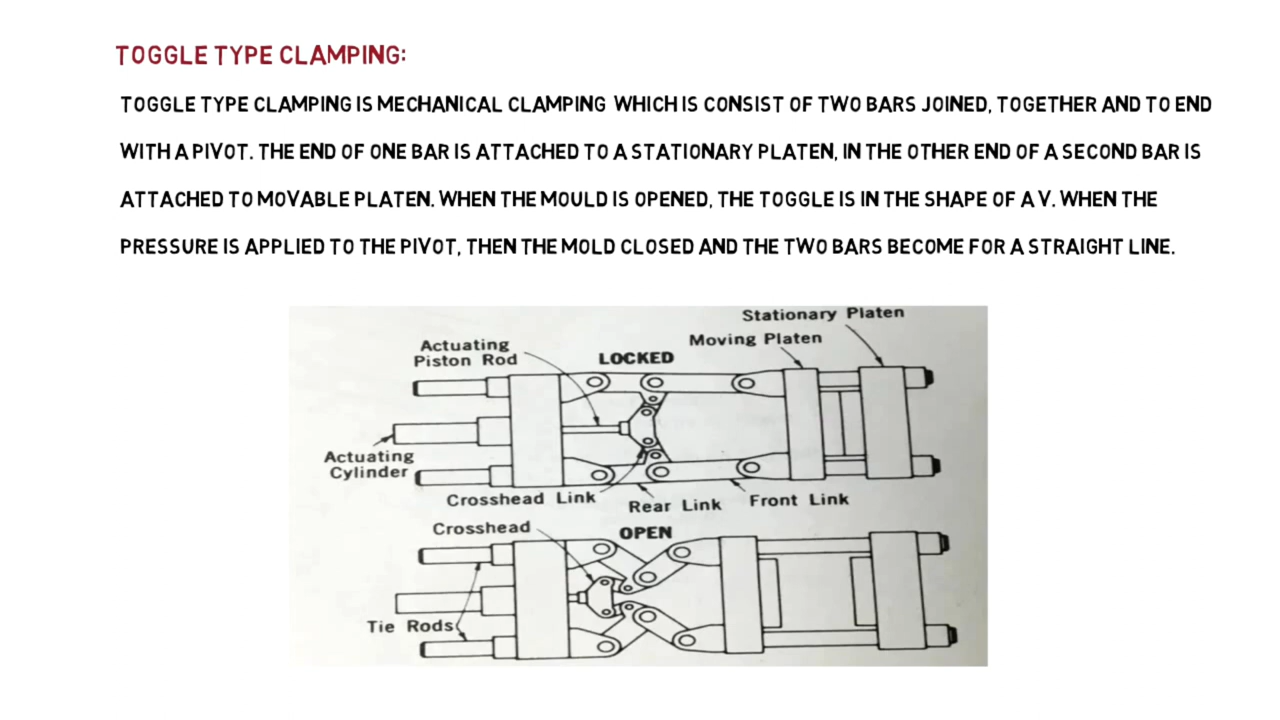 TOGGLE TYPE CLAMPING:
TOGGLE TYPE CLAMPING IS MECHANICAL CLAMPING WHICH IS CONSIST OF TWO BARS JOINED, TOGETHER AND TO END
WITH A PIVOT. THE END OF ONE BAR IS ATTACHED TO A STATIONARY PLATEN, IN THE OTHER END OF A SECOND BAR IS
ATTACHED TO MOVABLE PLATEN. WHEN THE MOULD IS OPENED, THE TOGGLE IS IN THE SHAPE OF A V. WHEN THE
PRESSURE IS APPLIED TO THE PIVOT, THEN THE MOLD CLOSED AND THE TWO BARS BECOME FOR A STRAIGHT LINE.
Stationary Platen
Moving Platen
Actuating
Piston Rod
LOCKED
Actuating
Cylinder
Crosshead Link
Rear Link
Front Link
Crosshead
OPEN
Tie Rods